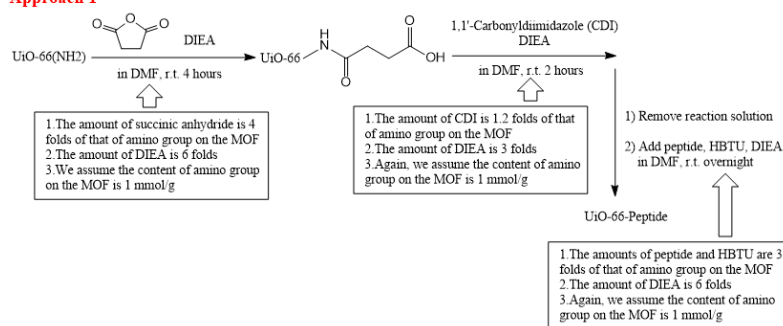 Approach 1
O
O
O
DIEA
UiO-66(NH2)
in DMF, r.t. 4 hours
UiO-66
H
N
O
O
OH
1,1'-Carbonyldiimidazole (CDI)
DIEA
in DMF, r.t. 2 hours
1.The amount of succinic anhydride is 4
folds of that of amino group on the MOF
2.The amount of DIEA is 6 folds
3.We assume the content of amino group
on the MOF is 1 mmol/g
1.The amount of CDI is 1.2 folds of that
of amino group on the MOF
2.The amount of DIEA is 3 folds
3.Again, we assume the content of amino
group on the MOF is 1 mmol/g
1) Remove reaction solution
2) Add peptide, HBTU, DIEA
in DMF, r.t. overnight
UiO-66-Peptide
1.The amounts of peptide and HBTU are 3
folds of that of amino group on the MOF
2.The amount of DIEA is 6 folds
3.Again, we assume the content of amino
group on the MOF is 1 mmol/g